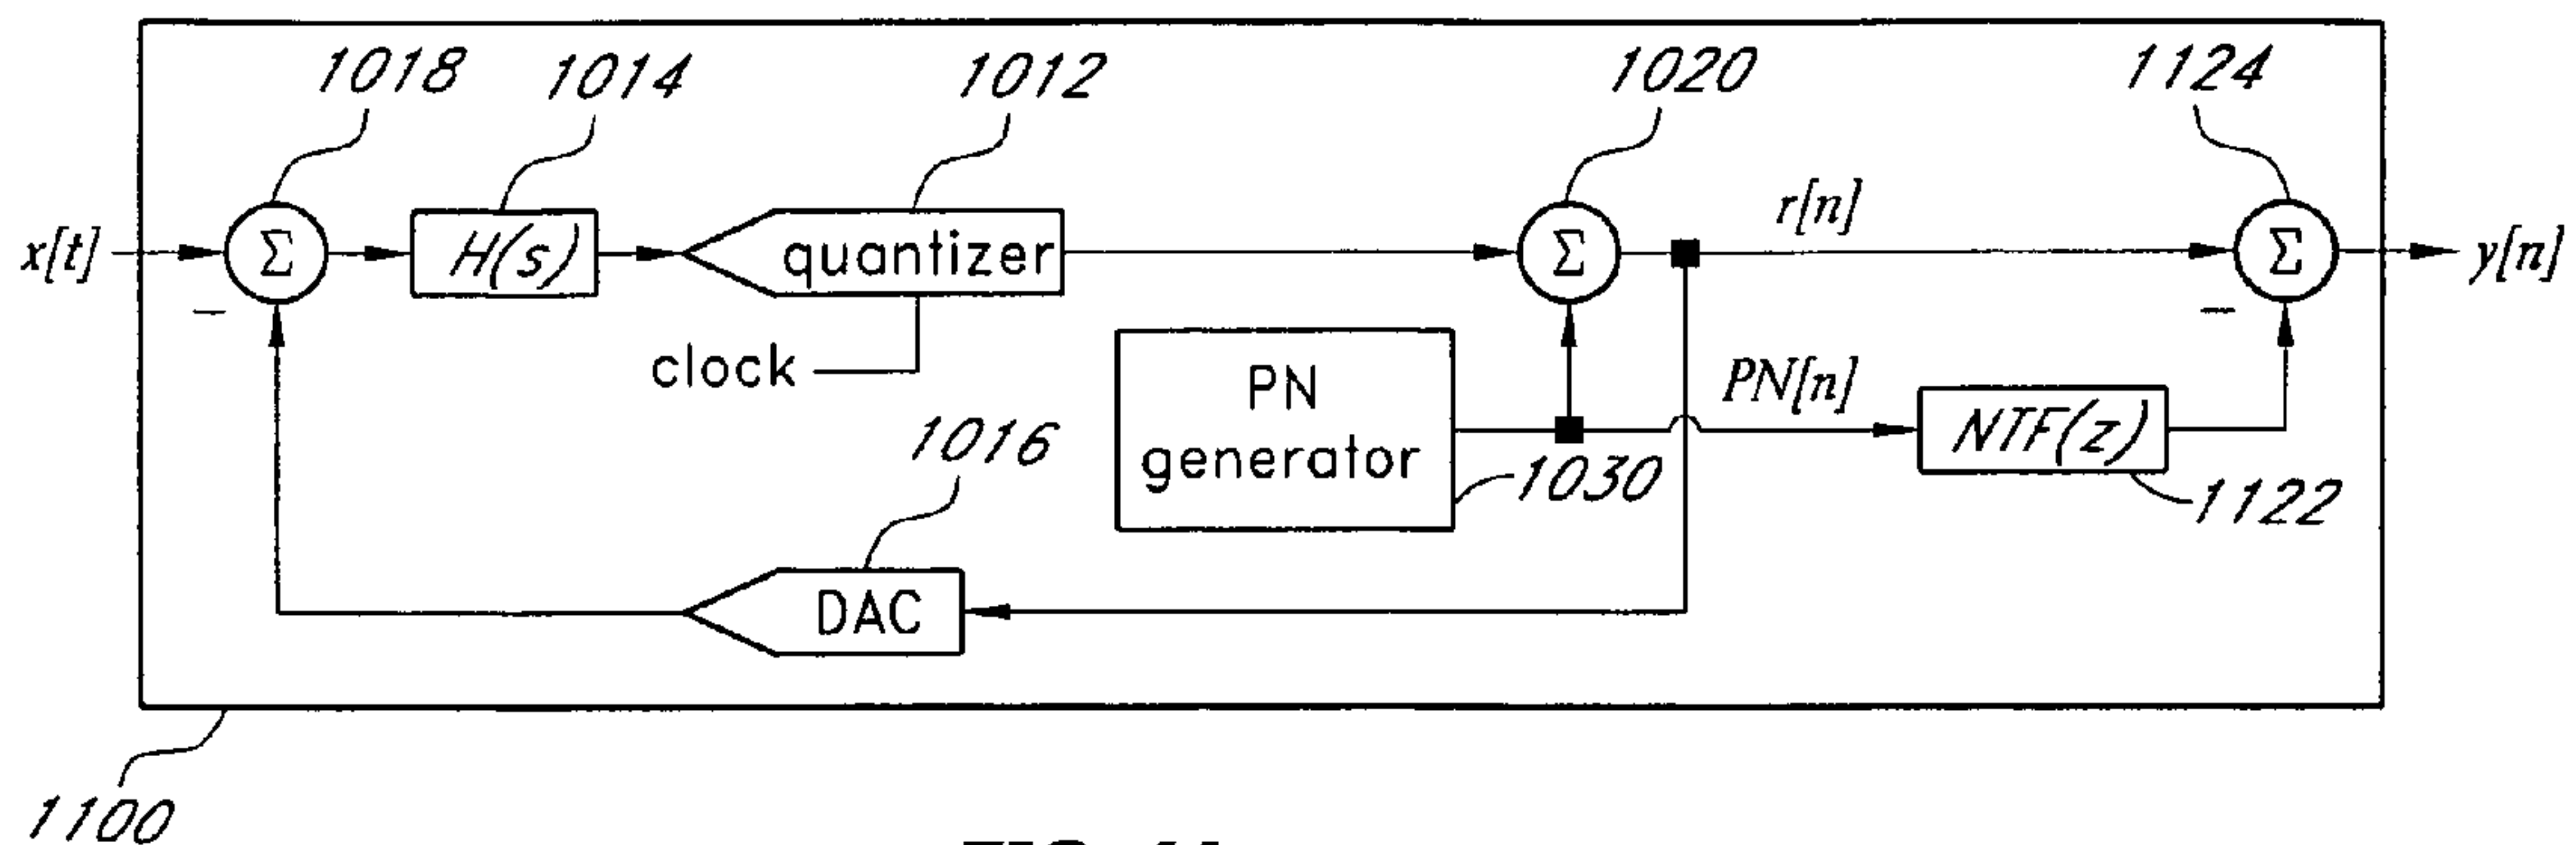 1018
1014
1012
1020
1124
x[t]
Σ
H(s)
quantizer
Σ
r[n]
Σ
y[n]
−
−
clock
PN
generator
PN[n]
NTF(z)
1016
1030
1122
DAC
1100